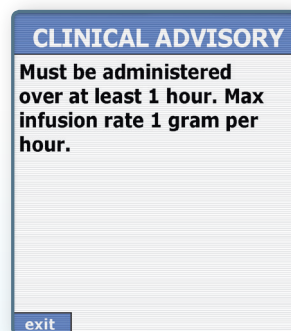 CLINICAL ADVISORY
Must be administered
over at least 1 hour. Max
infusion rate 1 gram per
hour.
exit